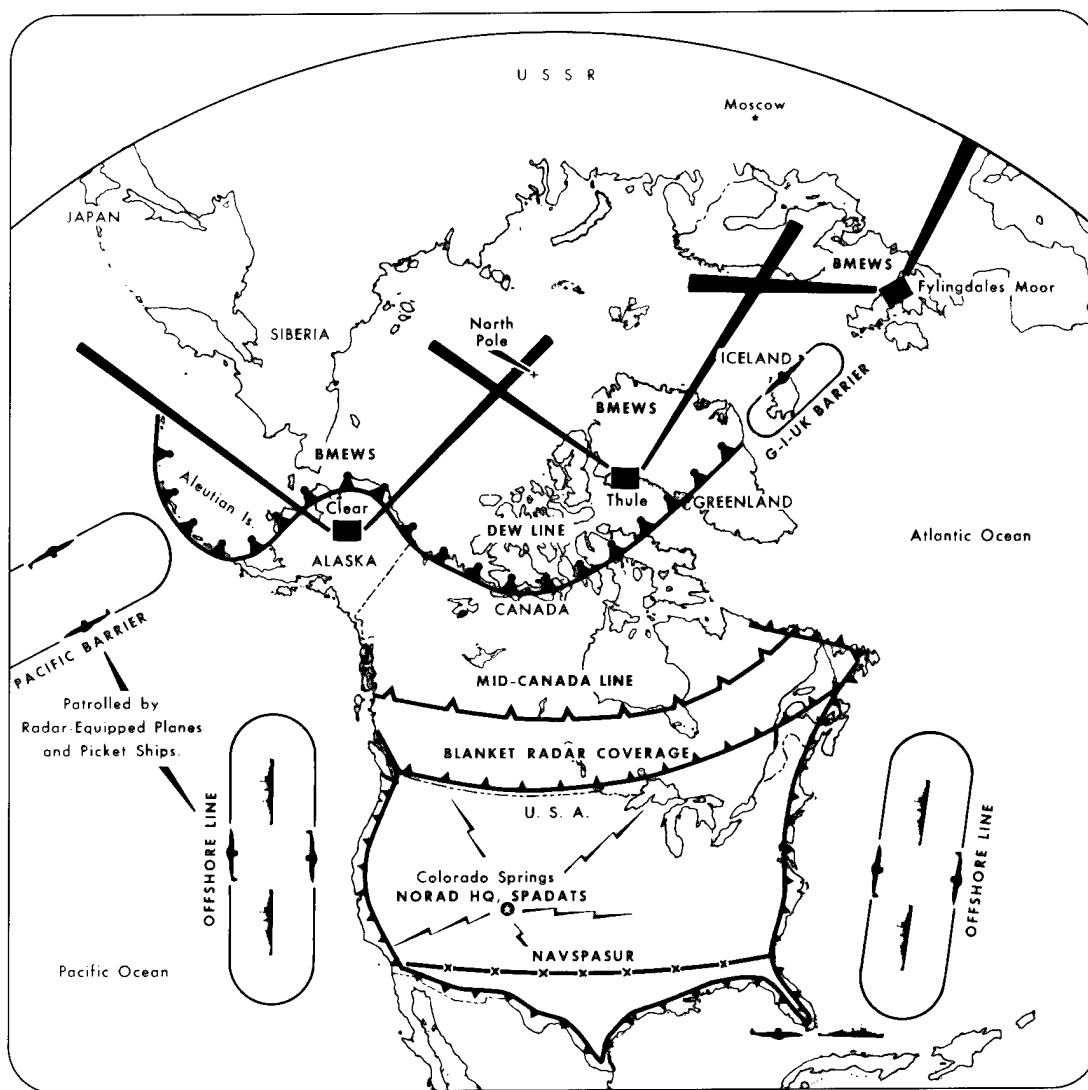 U S S R
Moscow
JAPAN
BMEWS
Fylingdales Moor
North
Pole
SIBERIA
ICELAND
G-I-UK BARRIER
BMEWS
BMEWS
Aleutian Is.
Clear
Thule
GREENLAND
DEW LINE
ALASKA
Atlantic Ocean
CANADA
PACIFIC BARRIER
MID-CANADA LINE
Patrolled by
Radar-Equipped Planes
and Picket Ships.
BLANKET RADAR COVERAGE
U. S. A.
OFFSHORE LINE
Colorado Springs
NORAD HQ, SPADATS
OFFSHORE LINE
NAVSPASUR
Pacific Ocean